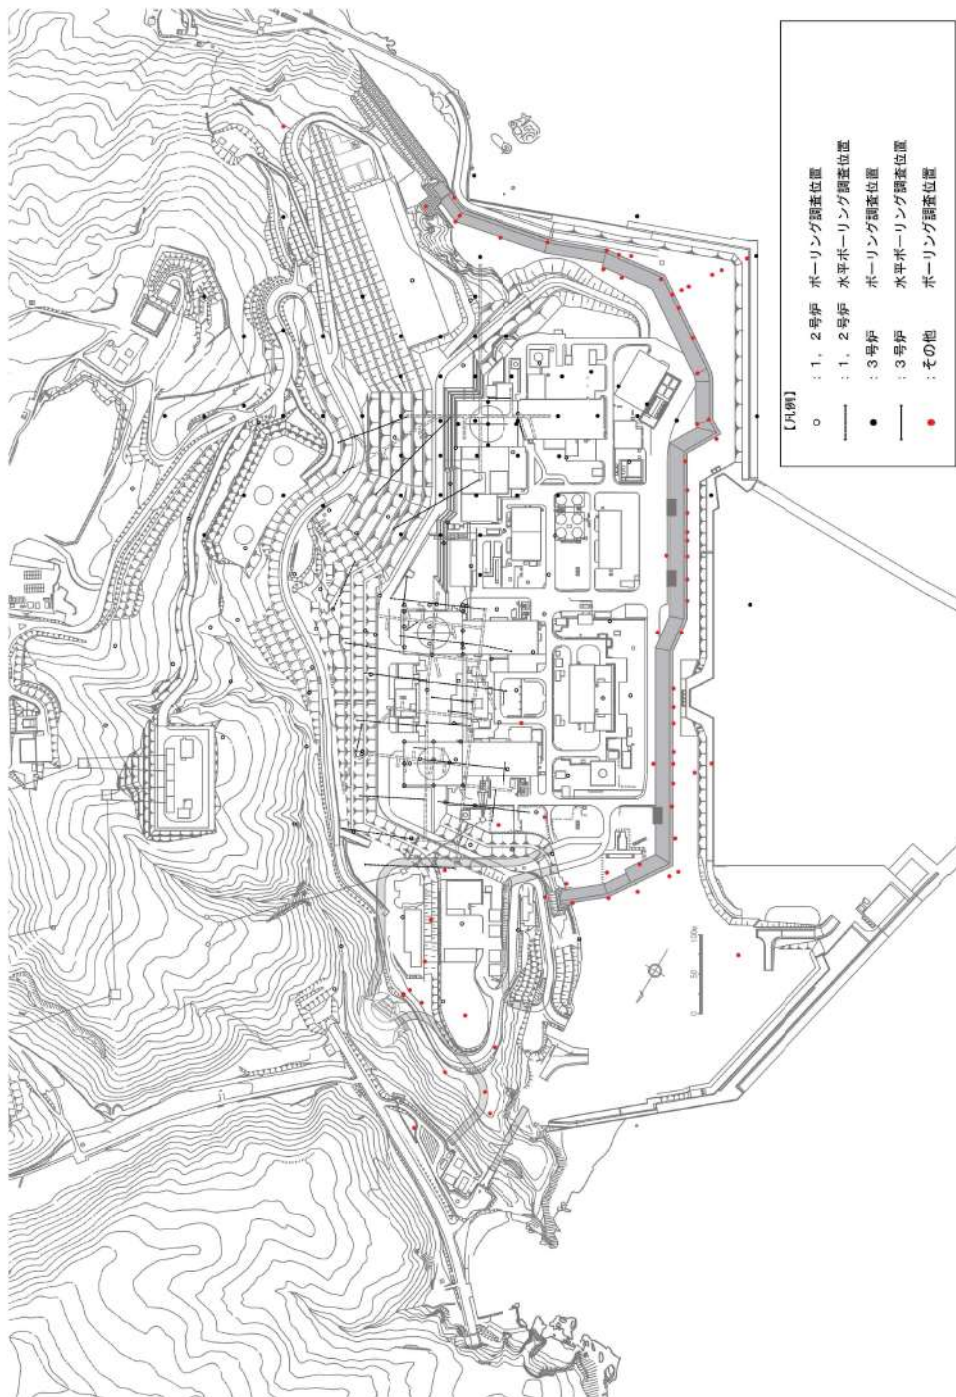 【凡例】
○ : 1, 2号炉 ボーリング調査位置
: 1, 2号炉 水平ボーリング調査位置
● : 3号炉 ボーリング調査位置
: 3号炉 水平ボーリング調査位置
● : その他 ボーリング調査位置
0 50 100m